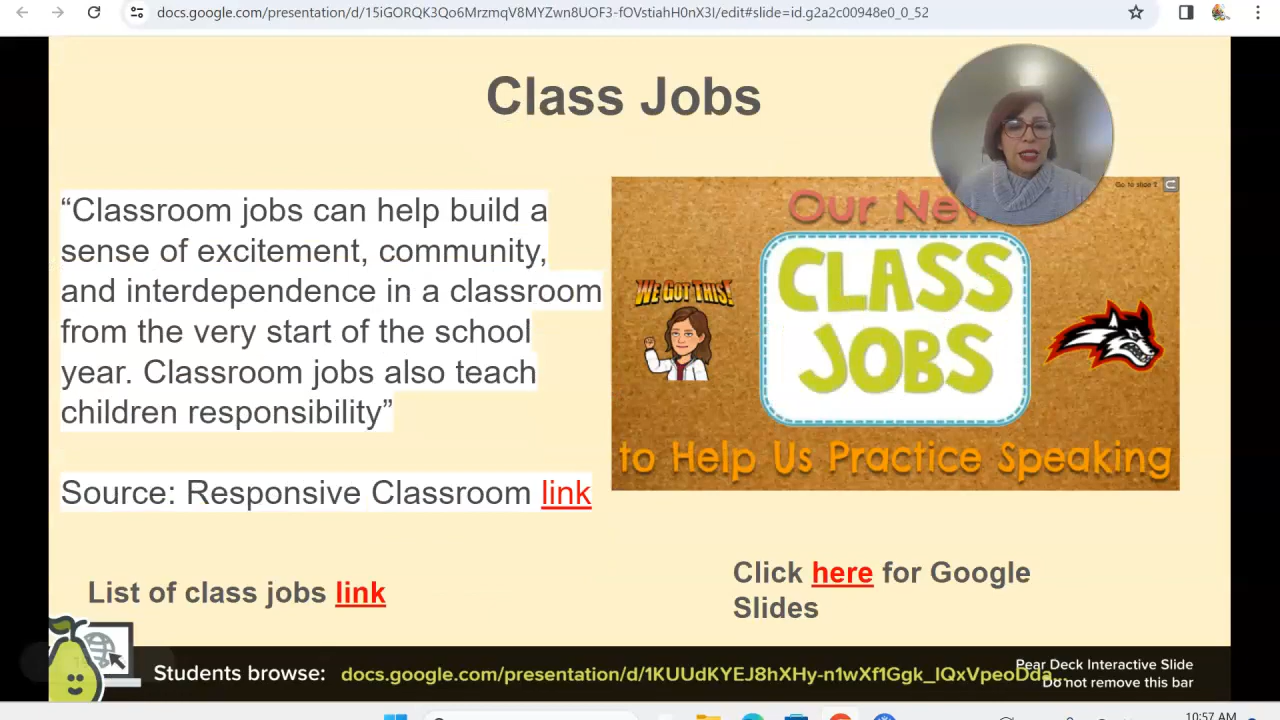 docs.google.com/presentation/d/15iGORQK3Qo6MrzmqV8MYZwn8UOF3-fOVstiahH0nX3I/edit#slide=id.g2a2c00948e0_0_52
Class Jobs
“Classroom jobs can help build a
sense of excitement, community,
and interdependence in a classroom
from the very start of the school
year. Classroom jobs also teach
children responsibility”
Source: Responsive Classroom link
List of class jobs link
Go to slide 2
Our New
WE GOT THIS!
CLASS
JOBS
to Help Us Practice Speaking
Click here for Google
Slides
Students browse: docs.google.com/presentation/d/1KUUdKYEJ8hXHy-n1wXf1Ggk_IQxVpeoDda...
Pear Deck Interactive Slide
Do not remove this bar
10:57 AM